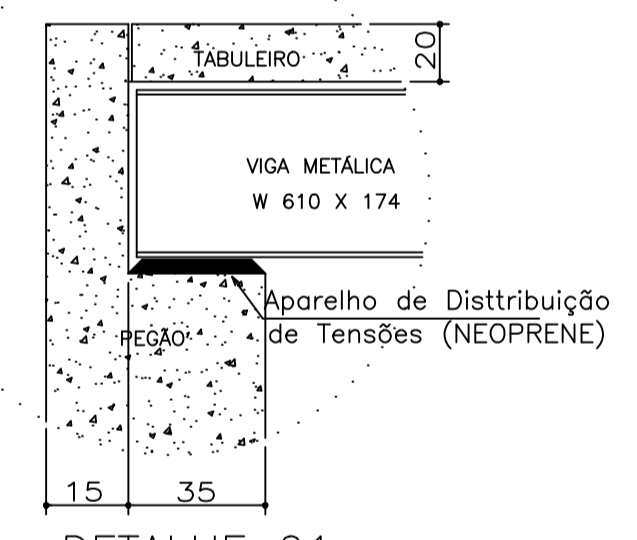 TABULEIRO
20
VIGA METÁLICA
W 610 X 174
Aparelho de Disttribuição
de Tensões (NEOPRENE)
PEGÃO
15
35